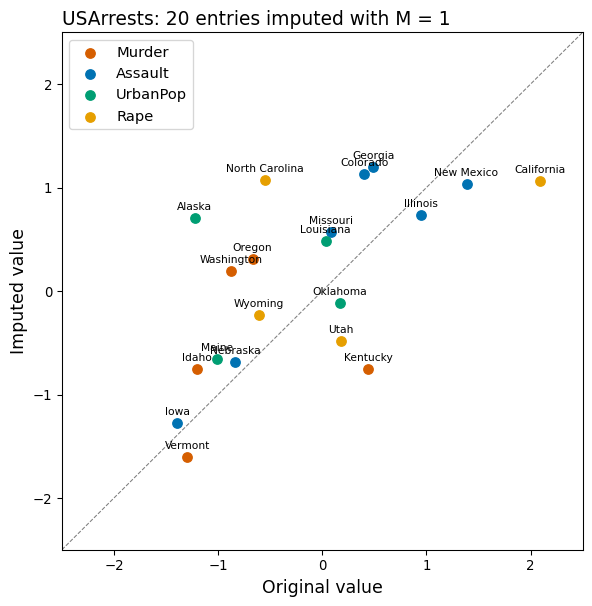 USArrests: 20 entries imputed with M = 1
Murder
Assault
UrbanPop
Rape
Georgia
Colorado
North Carolina
New Mexico
California
Alaska
Illinois
Missouri
Louisiana
Oregon
Washington
Oklahoma
Wyoming
Utah
Maine
Nebraska
Idaho
Kentucky
Iowa
Vermont
2
1
0
−1
−2
Imputed value
−2
−1
0
1
2
Original value